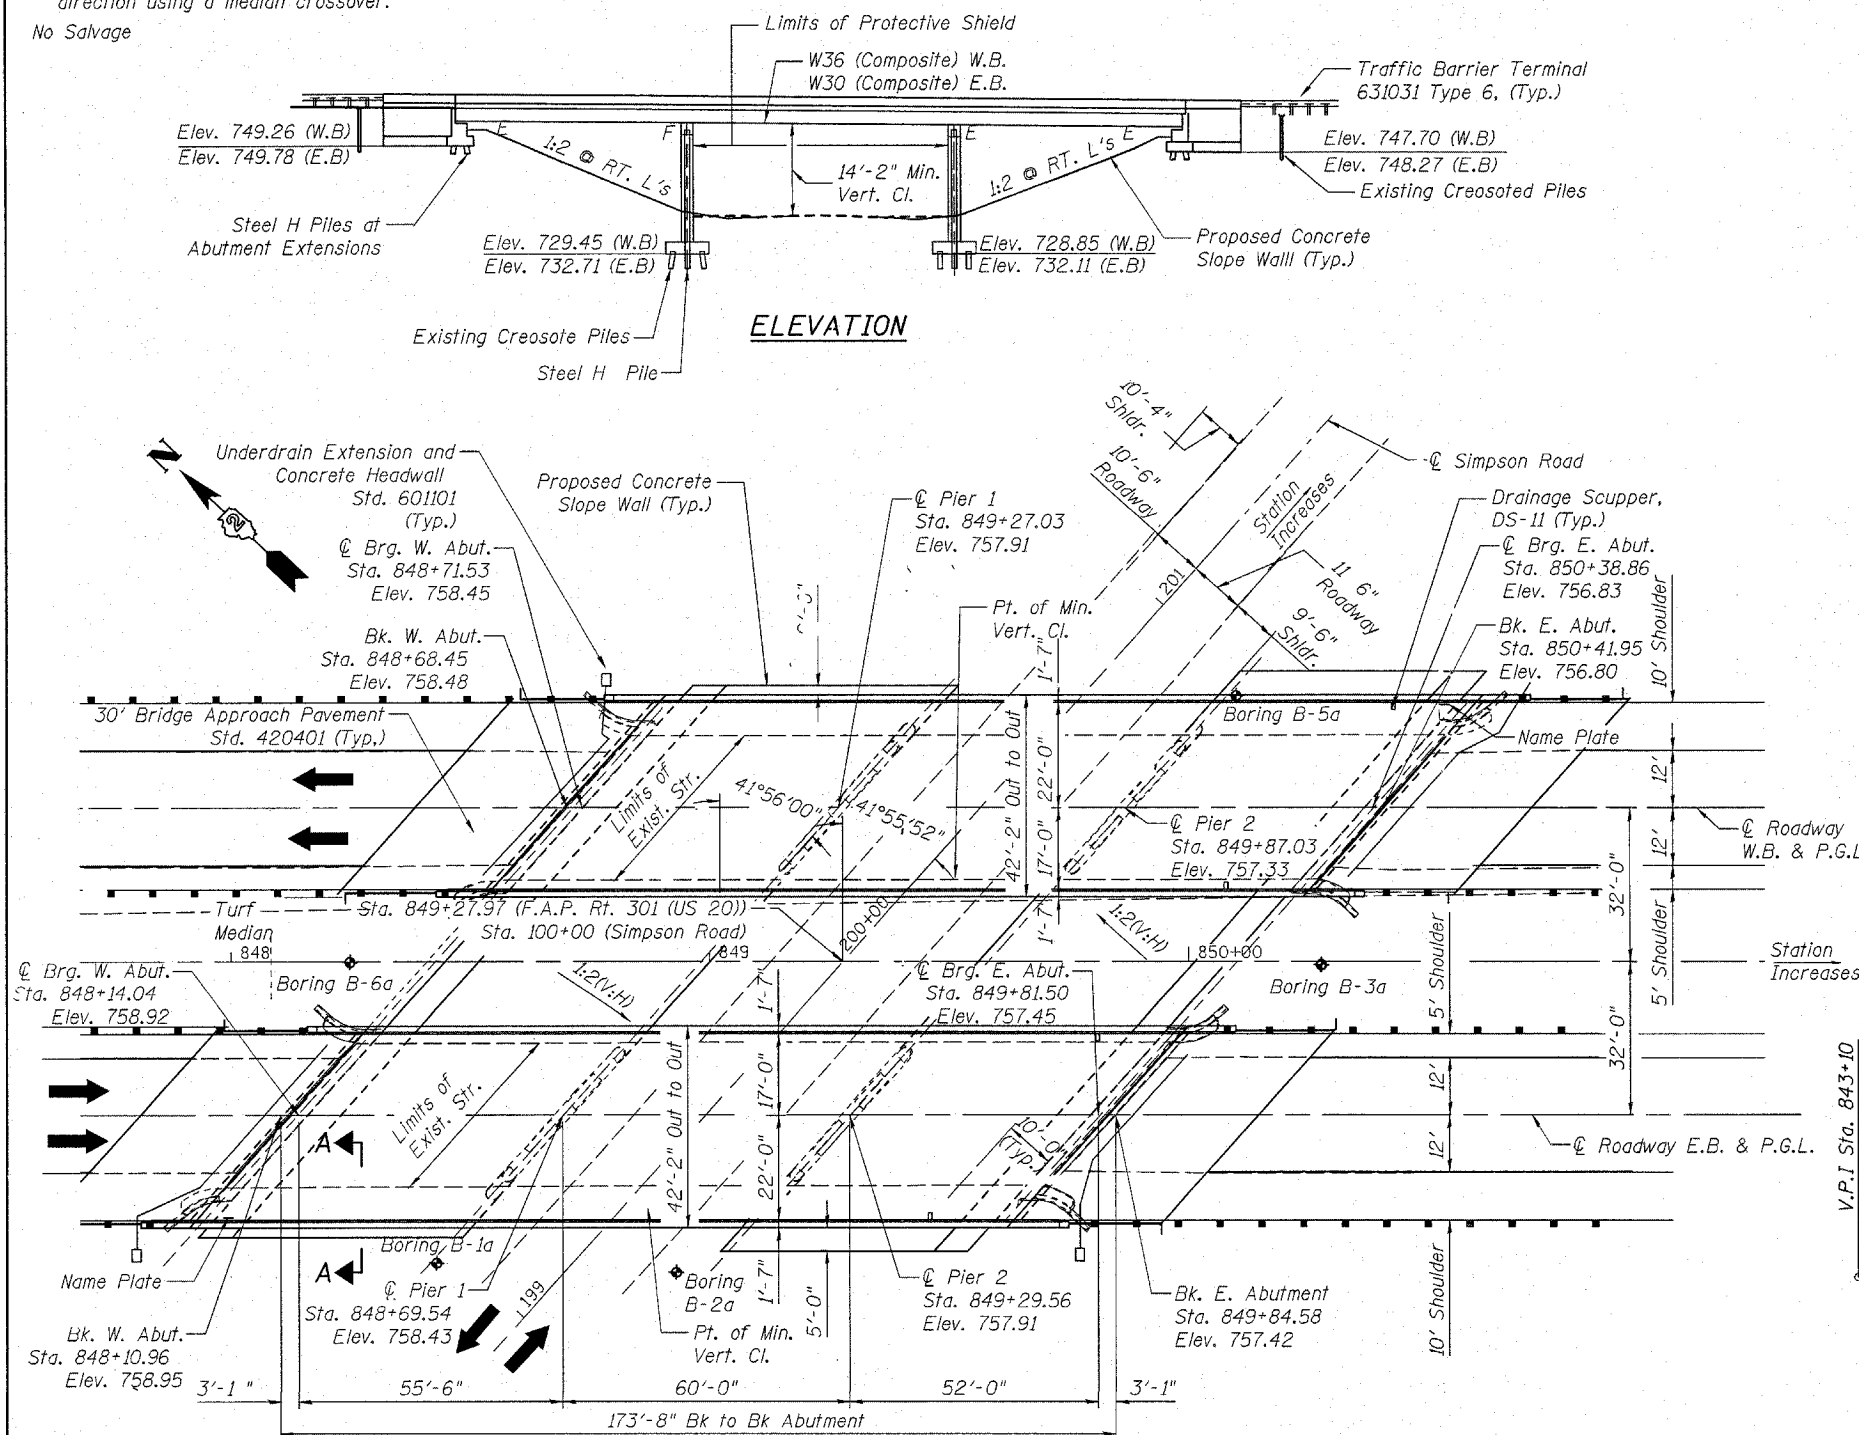 direction using a median crossover.
No Salvage
Limits of Protective Shield
W36 (Composite) W.B.
W30 (Composite) E.B.
Traffic Barrier Terminal
631031 Type 6, (Typ.)
Elev. 749.26 (W.B)
Elev. 749.78 (E.B)
E
F
E
E
1:2 @ RT. L's
1:2 @ RT. L's
14'-2" Min.
Vert. Cl.
Elev. 747.70 (W.B)
Elev. 748.27 (E.B)
Existing Creosoted Piles
Steel H Piles at
Abutment Extensions
Elev. 729.45 (W.B)
Elev. 732.71 (E.B)
Elev. 728.85 (W.B)
Elev. 732.11 (E.B)
Proposed Concrete
Slope Walll (Typ.)
Existing Creosote Piles
Steel H Pile
ELEVATION
N
2
Underdrain Extension and
Concrete Headwall
Std. 601101
(Typ.)
Proposed Concrete
Slope Wall (Typ.)
℄ Pier 1
Sta. 849+27.03
Elev. 757.91
10'-4"
Shldr.
10'-6"
Roadway
Station
Increases
℄ Simpson Road
Drainage Scupper,
DS-11 (Typ.)
℄ Brg. E. Abut.
Sta. 850+38.86
Elev. 756.83
℄ Brg. W. Abut.
Sta. 848+71.53
Elev. 758.45
201
11 6"
Roadway
9'-6"
Shldr.
Pt. of Min.
Vert. Cl.
Bk. W. Abut.
Sta. 848+68.45
Elev. 758.48
Bk. E. Abut.
Sta. 850+41.95
Elev. 756.80
10' Shoulder
1'-7"
30' Bridge Approach Pavement
Std. 420401 (Typ,)
Boring B-5a
Name Plate
Limits of
Exist. Str.
41°56'00"
41°55'52"
42'-2" Out to Out
22'-0"
17'-0"
1'-7"
12'
12'
32'-0"
℄ Pier 2
Sta. 849+87.03
Elev. 757.33
℄ Roadway
W.B. & P.G.L
Turf
Median
Sta. 849+27.97 (F.A.P. Rt. 301 (US 20))
Sta. 100+00 (Simpson Road)
200+00
848
849
850+00
1:2(V:H)
1:2(V:H)
5' Shoulder
5' Shoulder
Station
Increases
℄ Brg. W. Abut.
Sta. 848+14.04
Elev. 758.92
Boring B-6a
℄ Brg. E. Abut.
Sta. 849+81.50
Elev. 757.45
Boring B-3a
32'-0"
1'-7"
Limits of
Exist. Str.
42'-2" Out to Out
17'-0"
22'-0"
12'
12'
10'-0"
(Typ.)
℄ Roadway E.B. & P.G.L.
V.P.I Sta. 843+10
A
A
Name Plate
Boring B-1a
℄ Pier 1
Sta. 848+69.54
Elev. 758.43
199
Boring
B-2a
1'-7"
5'-0"
Pt. of Min.
Vert. Cl.
℄ Pier 2
Sta. 849+29.56
Elev. 757.91
Bk. E. Abutment
Sta. 849+84.58
Elev. 757.42
10' Shoulder
Bk. W. Abut.
Sta. 848+10.96
Elev. 758.95
3'-1"
55'-6"
60'-0"
52'-0"
3'-1"
173'-8" Bk to Bk Abutment